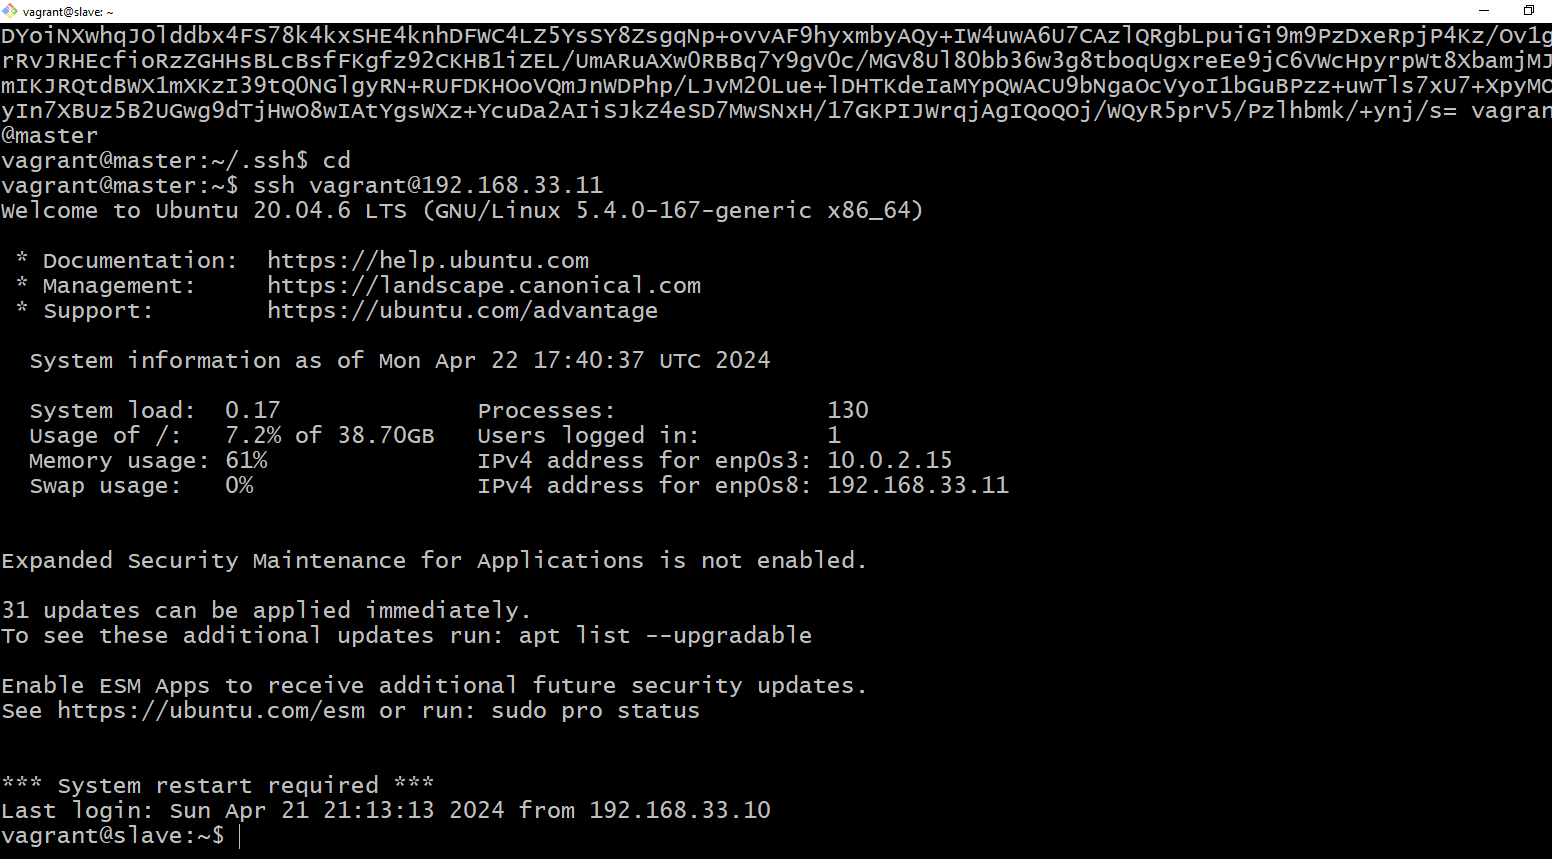 vagrant@slave: ~
DYoiNXwhqJOlddbx4FS78k4kxSHE4knhDFWC4LZ5YsSY8ZsgqNp+ovvAF9hyxmbyAQy+IW4uwA6U7CAzlQRgbLpuiGi9m9PzDxeRpjP4Kz/Ov1g
rRvJRHEcfioRzZGHHsBLcBsfFKgfz92CKHB1iZEL/UmARuAXw0RBBq7Y9gV0c/MGV8Ul80bb36w3g8tboqUgxreEe9jC6VWcHpyrpWt8XbamjMJ
mIKJRQtdBWX1mXKzI39tQ0NGlgyRN+RUFDKHOoVQmJnWDPhp/LJvM20Lue+lDHTKdeIaMYpQWACU9bNgaOcVyoI1bGuBPzz+uwTls7xU7+XpyMO
yIn7XBUz5B2UGwg9dTjHwO8wIAtYgsWXz+YcuDa2AIiSJkZ4eSD7MwSNxH/17GKPIJWrqjAgIQoQOj/WQyR5prV5/Pzlhbmk/+ynj/s= vagran
@master
vagrant@master:~/.ssh$ cd
vagrant@master:~$ ssh vagrant@192.168.33.11
Welcome to Ubuntu 20.04.6 LTS (GNU/Linux 5.4.0-167-generic x86_64)
* Documentation:  https://help.ubuntu.com
* Management:     https://landscape.canonical.com
* Support:        https://ubuntu.com/advantage
System information as of Mon Apr 22 17:40:37 UTC 2024
System load:  0.17              Processes:               130
Usage of /:   7.2% of 38.70GB   Users logged in:         1
Memory usage: 61%               IPv4 address for enp0s3: 10.0.2.15
Swap usage:   0%                IPv4 address for enp0s8: 192.168.33.11
Expanded Security Maintenance for Applications is not enabled.
31 updates can be applied immediately.
To see these additional updates run: apt list --upgradable
Enable ESM Apps to receive additional future security updates.
See https://ubuntu.com/esm or run: sudo pro status
*** System restart required ***
Last login: Sun Apr 21 21:13:13 2024 from 192.168.33.10
vagrant@slave:~$